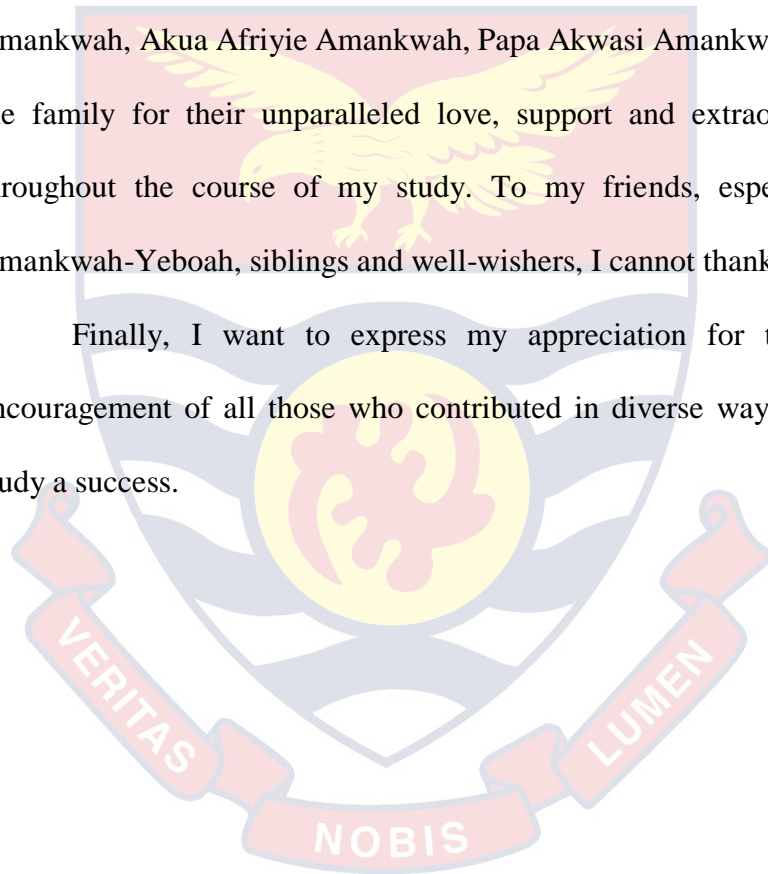 mankwah, Akua Afriyie Amankwah, Papa Akwasi Amankw
e family for their unparalleled love, support and extrao
roughout the course of my study. To my friends, espe
mankwah-Yeboah, siblings and well-wishers, I cannot thank
Finally, I want to express my appreciation for t
ncouragement of all those who contributed in diverse way
udy a success.
VERITAS
NOBIS
LUMEN